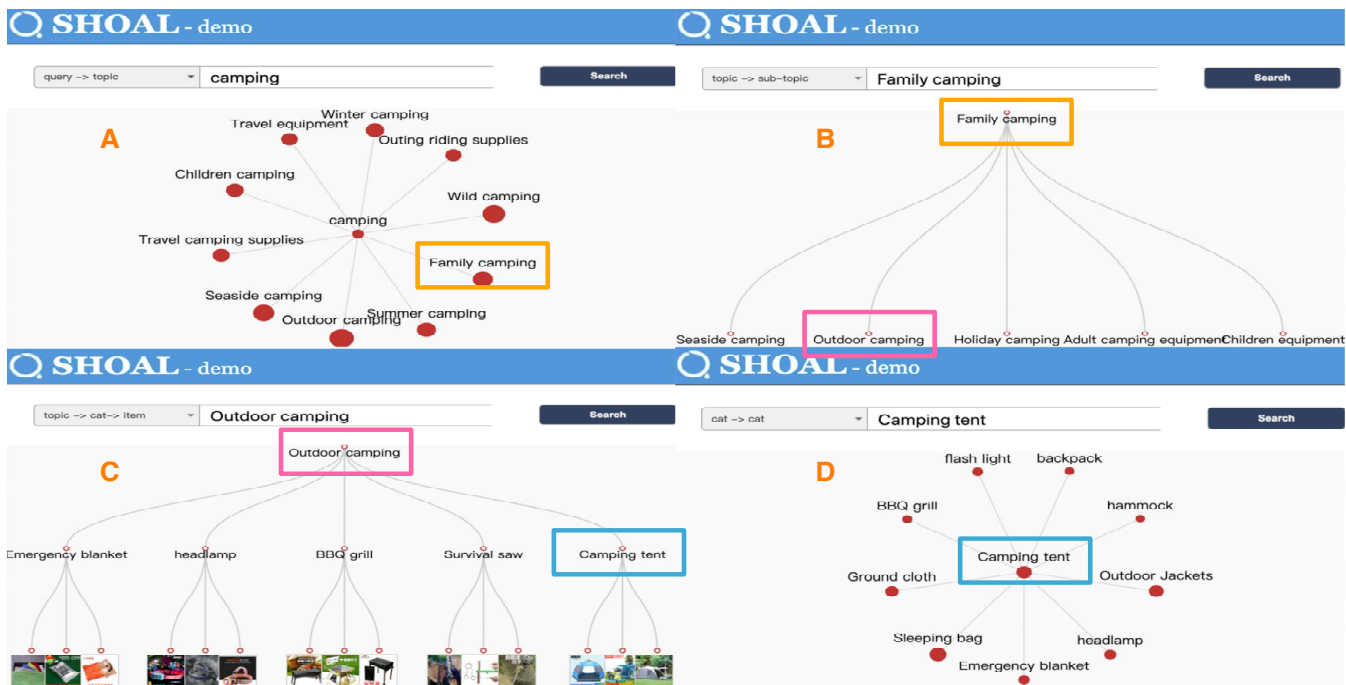 SHOAL - demo
query -> topic
camping
Search
A
Winter camping
Travel equipment
Outing riding supplies
Children camping
Wild camping
camping
Travel camping supplies
Family camping
Seaside camping
Outdoor camping
Summer camping
SHOAL - demo
topic -> sub-topic
Family camping
Search
B
Family camping
Seaside camping
Outdoor camping
Holiday camping
Adult camping equipment
Children equipment
SHOAL - demo
topic -> cat-> item
Outdoor camping
Search
C
Outdoor camping
Emergency blanket
headlamp
BBQ grill
Survival saw
Camping tent
SHOAL - demo
cat -> cat
Camping tent
Search
D
flash light
backpack
BBQ grill
hammock
Camping tent
Ground cloth
Outdoor Jackets
Sleeping bag
headlamp
Emergency blanket